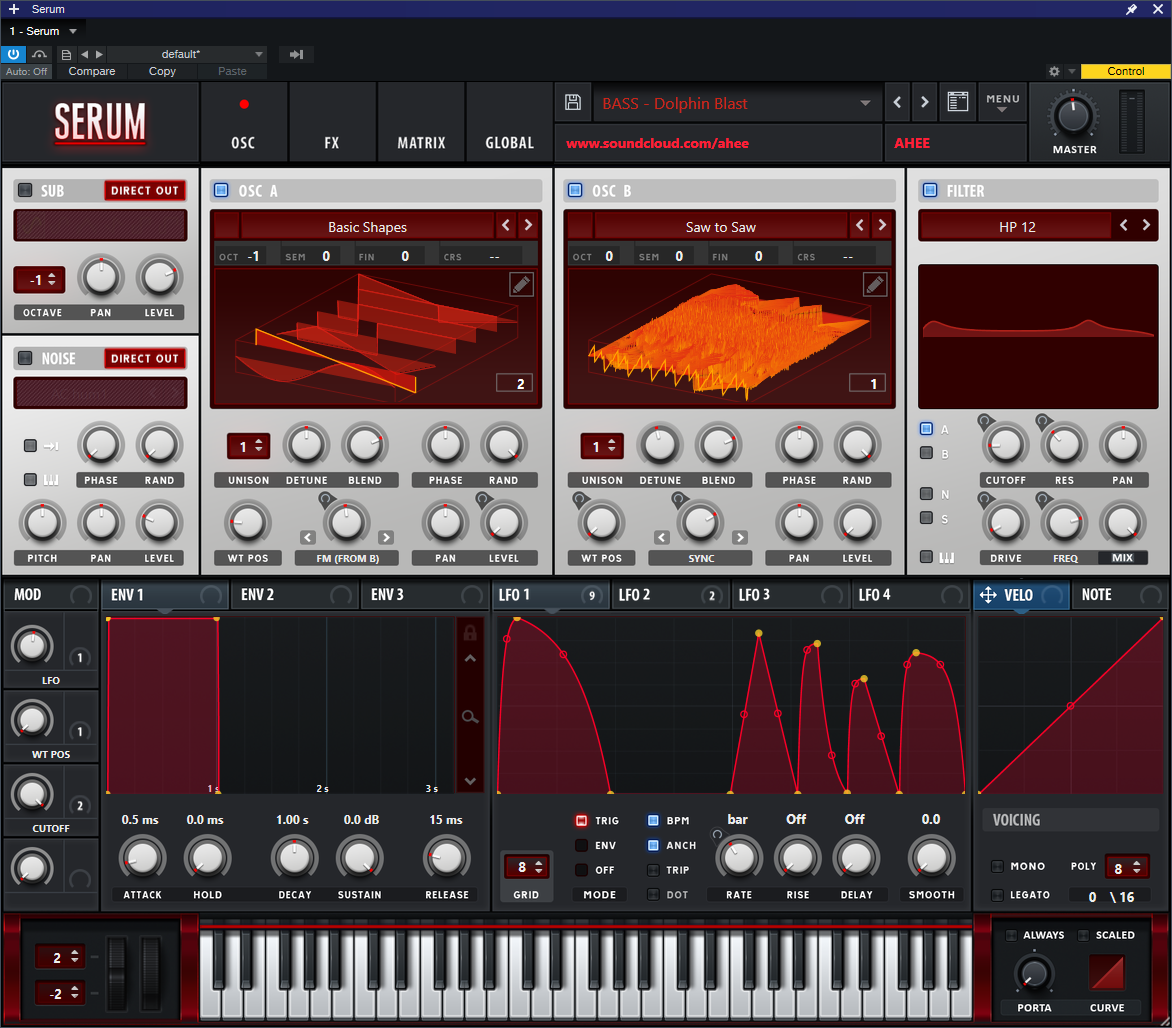 Serum
1 - Serum
default*
Auto: Off Compare Copy Paste Control
SERUM
OSC FX MATRIX GLOBAL
BASS - Dolphin Blast
MENU
www.soundcloud.com/ahee AHEE
MASTER
SUB DIRECT OUT
-1
OCTAVE PAN LEVEL
NOISE DIRECT OUT
PHASE RAND
PITCH PAN LEVEL
OSC A
Basic Shapes
OCT -1 SEM 0 FIN 0 CRS --
2
1
UNISON DETUNE BLEND PHASE RAND
WT POS FM (FROM B) PAN LEVEL
OSC B
Saw to Saw
OCT 0 SEM 0 FIN 0 CRS --
1
1
UNISON DETUNE BLEND PHASE RAND
WT POS SYNC PAN LEVEL
FILTER
HP 12
A
B
N
S
CUTOFF RES PAN
DRIVE FREQ MIX
MOD
1
LFO
1
WT POS
2
CUTOFF
ENV 1 ENV 2 ENV 3
1s 2s 3s
0.5 ms 0.0 ms 1.00 s 0.0 dB 15 ms
ATTACK HOLD DECAY SUSTAIN RELEASE
LFO 1 9 LFO 2 2 LFO 3 LFO 4
8
GRID
TRIG
ENV
OFF
MODE
BPM
ANCH
TRIP
DOT
bar Off Off 0.0
RATE RISE DELAY SMOOTH
VELO NOTE
VOICING
MONO POLY 8
LEGATO 0 \ 16
2
-2
ALWAYS SCALED
PORTA CURVE